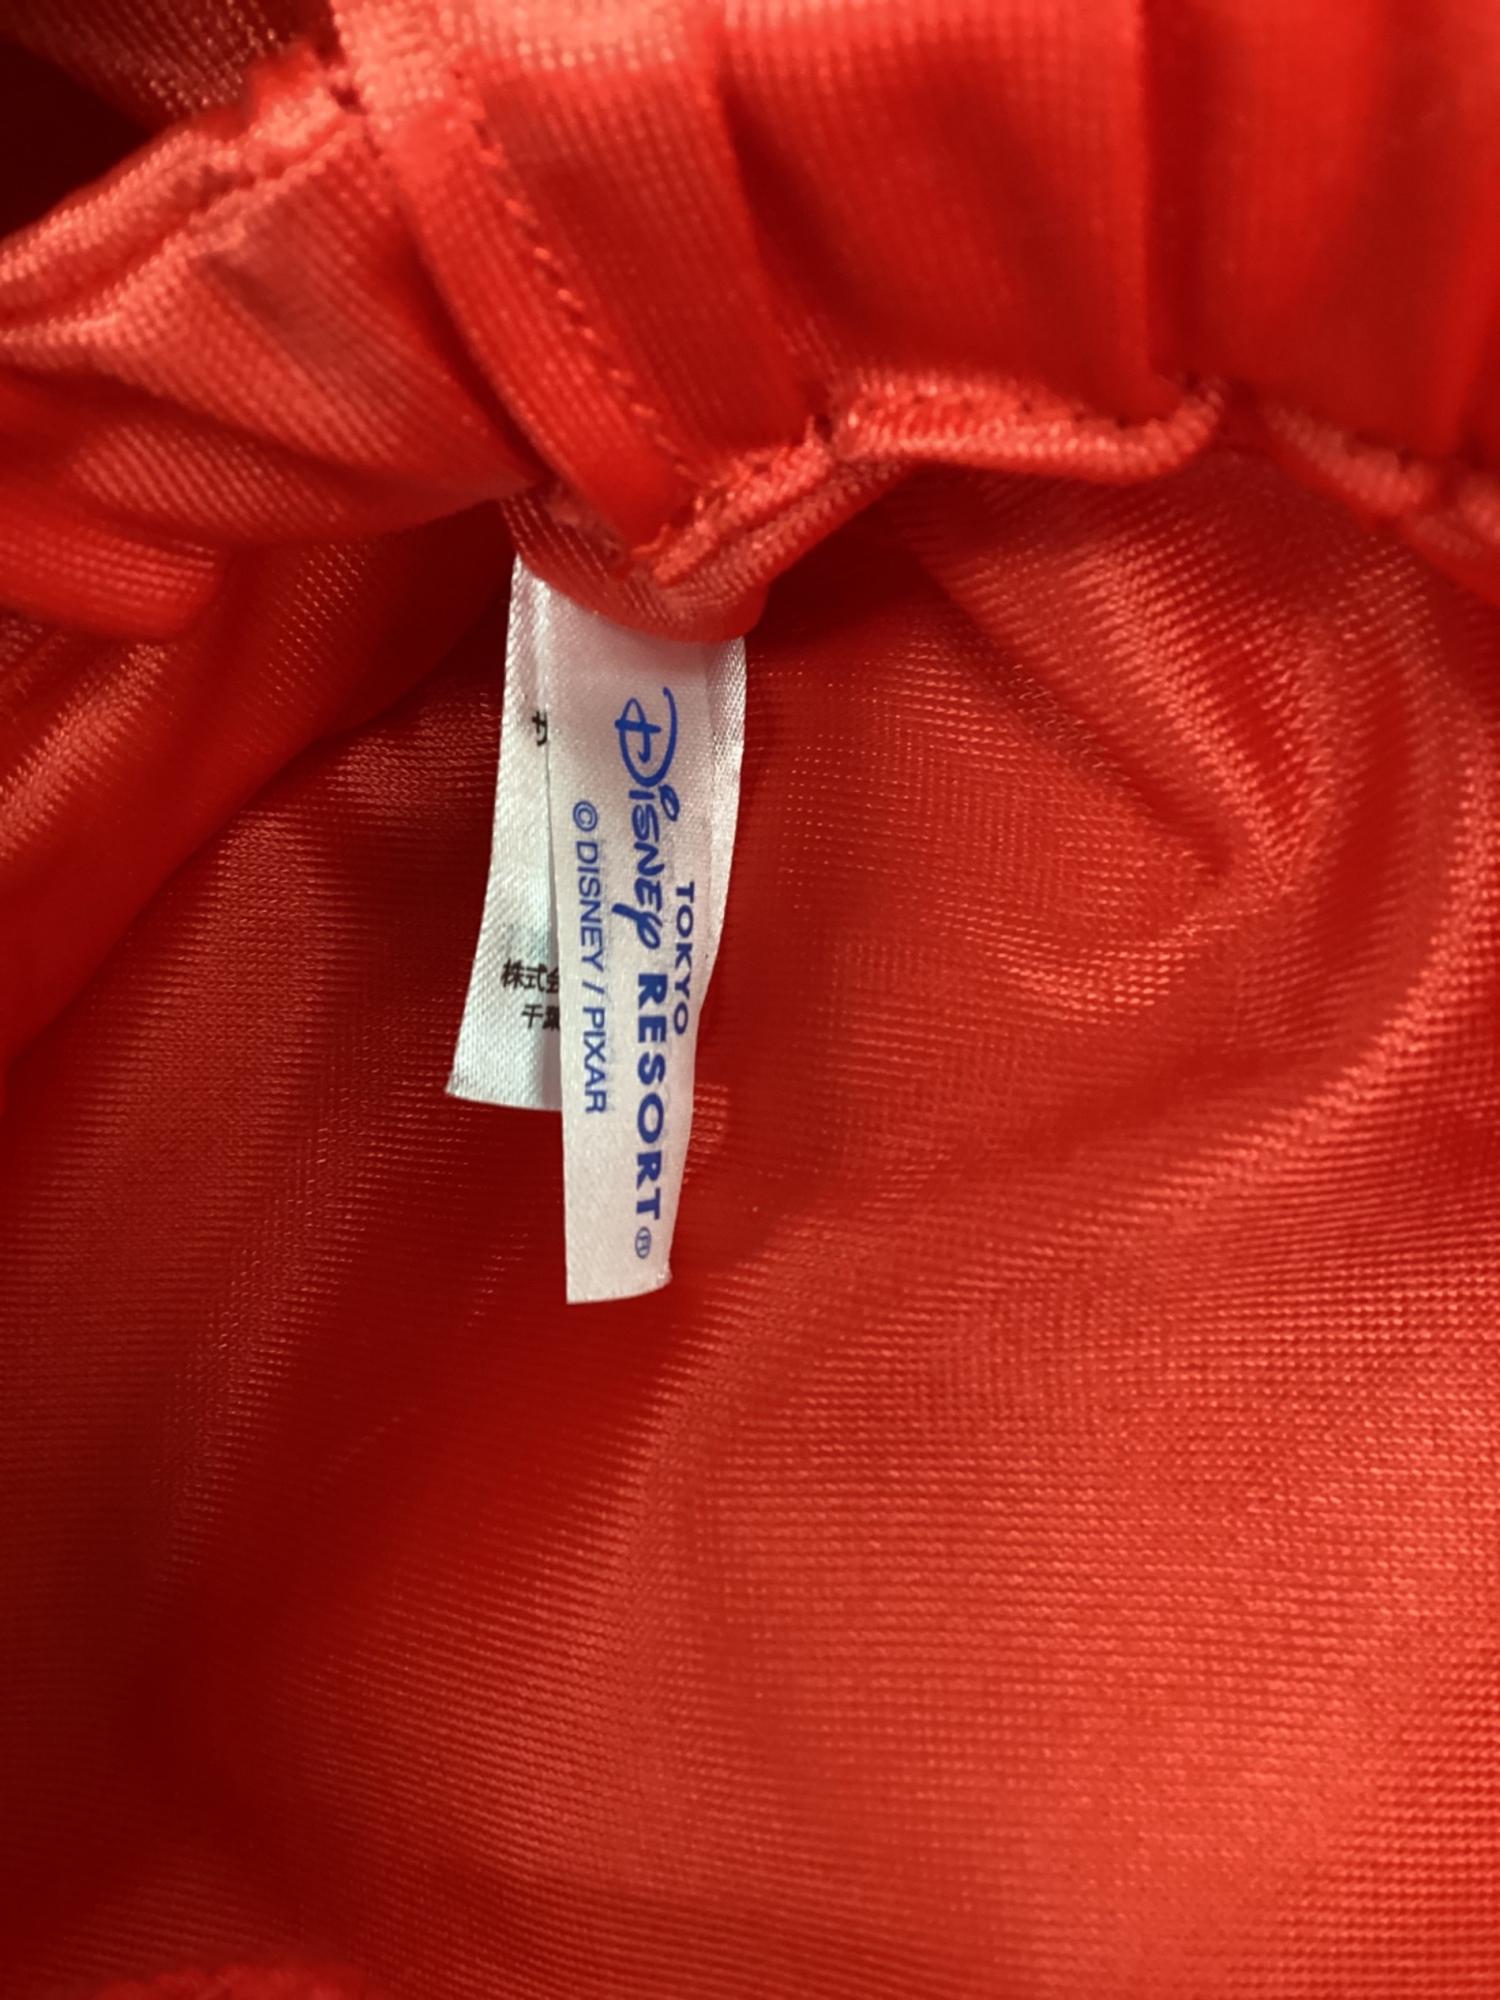 TOKYO
Disney RESORT®
©DISNEY / PIXAR
サ
株式会
千葉